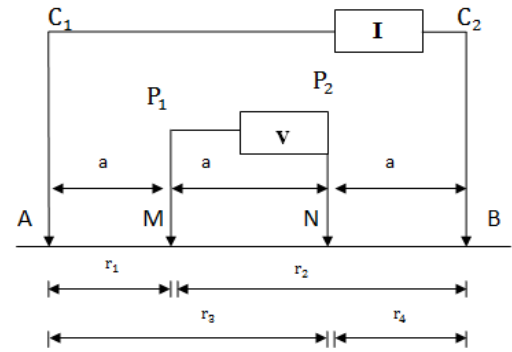 C₁ I C₂
P₁ P₂
V
a a a
A M N B
r₁ r₂
r₃ r₄